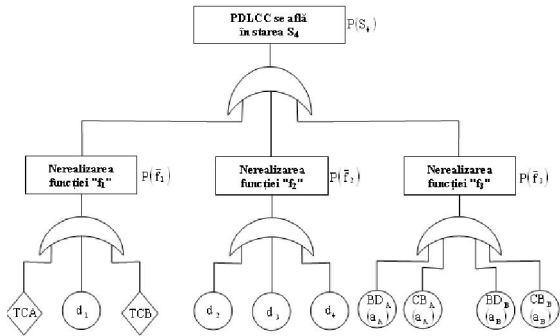 PDLCC se află
în starea S4
P(S4)
Nerealizarea
funcției "f1"
P(f̄1)
Nerealizarea
funcției "f2"
P(f̄2)
Nerealizarea
funcției "f3"
P(f̄3)
TCA
d1
TCB
d2
d3
d4
BDA
(aA)
CBA
(aA)
BDB
(aB)
CBB
(aB)